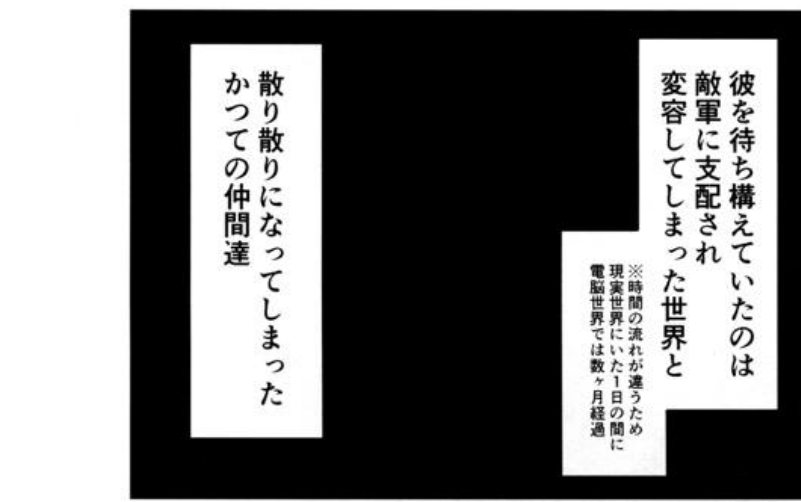 彼を待ち構えていたのは
敵軍に支配され
変容してしまった世界と
※時間の流れが違うため
現実世界にいた1日の間に
電脳世界では数ヶ月経過
散り散りになってしまった
かつての仲間達